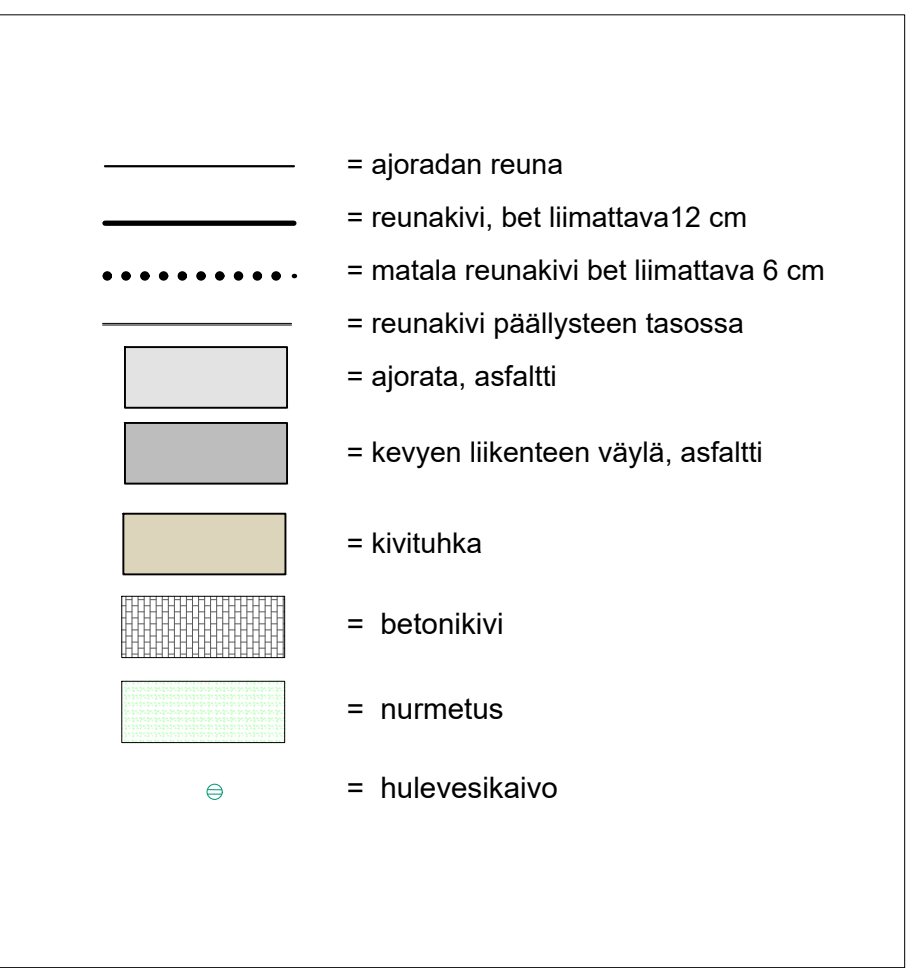 = ajoradan reuna
= reunakivi, bet liimattava12 cm
= matala reunakivi bet liimattava 6 cm
= reunakivi päällysteen tasossa
= ajorata, asfaltti
= kevyen liikenteen väylä, asfaltti
= kivituhka
= betonikivi
= nurmetus
= hulevesikaivo